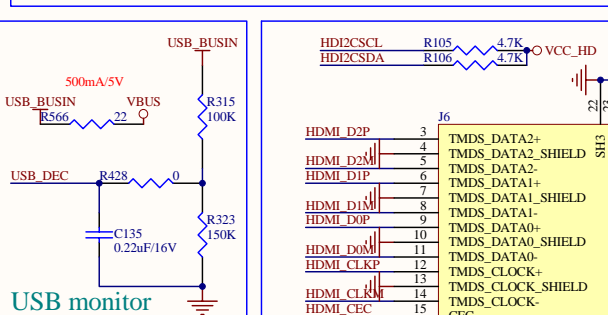 USB_BUSIN
500mA/5V
USB_BUSIN
VBUS
R566
22
R315
100K
USB_DEC
R428
0
R323
150K
C135
0.22uF/16V
USB monitor
HDI2CSCL
R105
4.7K
VCC_HD
HDI2CSDA
R106
4.7K
22
23
SH3
J6
HDMI_D2P
3
TMDS_DATA2+
4
TMDS_DATA2_SHIELD
HDMI_D2M
5
TMDS_DATA2-
HDMI_D1P
6
TMDS_DATA1+
7
TMDS_DATA1_SHIELD
HDMI_D1M
8
TMDS_DATA1-
HDMI_D0P
9
TMDS_DATA0+
10
TMDS_DATA0_SHIELD
HDMI_D0M
11
TMDS_DATA0-
HDMI_CLKP
12
TMDS_CLOCK+
13
TMDS_CLOCK_SHIELD
HDMI_CLKM
14
TMDS_CLOCK-
HDMI_CEC
15
CEC